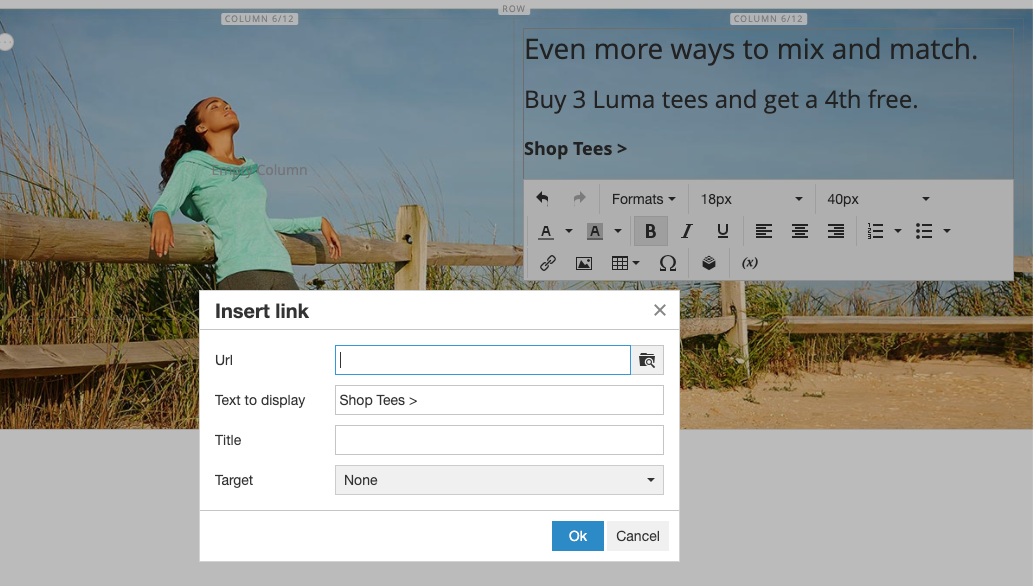 ROW
COLUMN 6/12
COLUMN 6/12
Even more ways to mix and match.
Buy 3 Luma tees and get a 4th free.
Shop Tees >
Empty Column
Formats 18px 40px
A A B I U
Ω (x)
Insert link ×
Url
Text to display Shop Tees >
Title
Target None
Ok Cancel